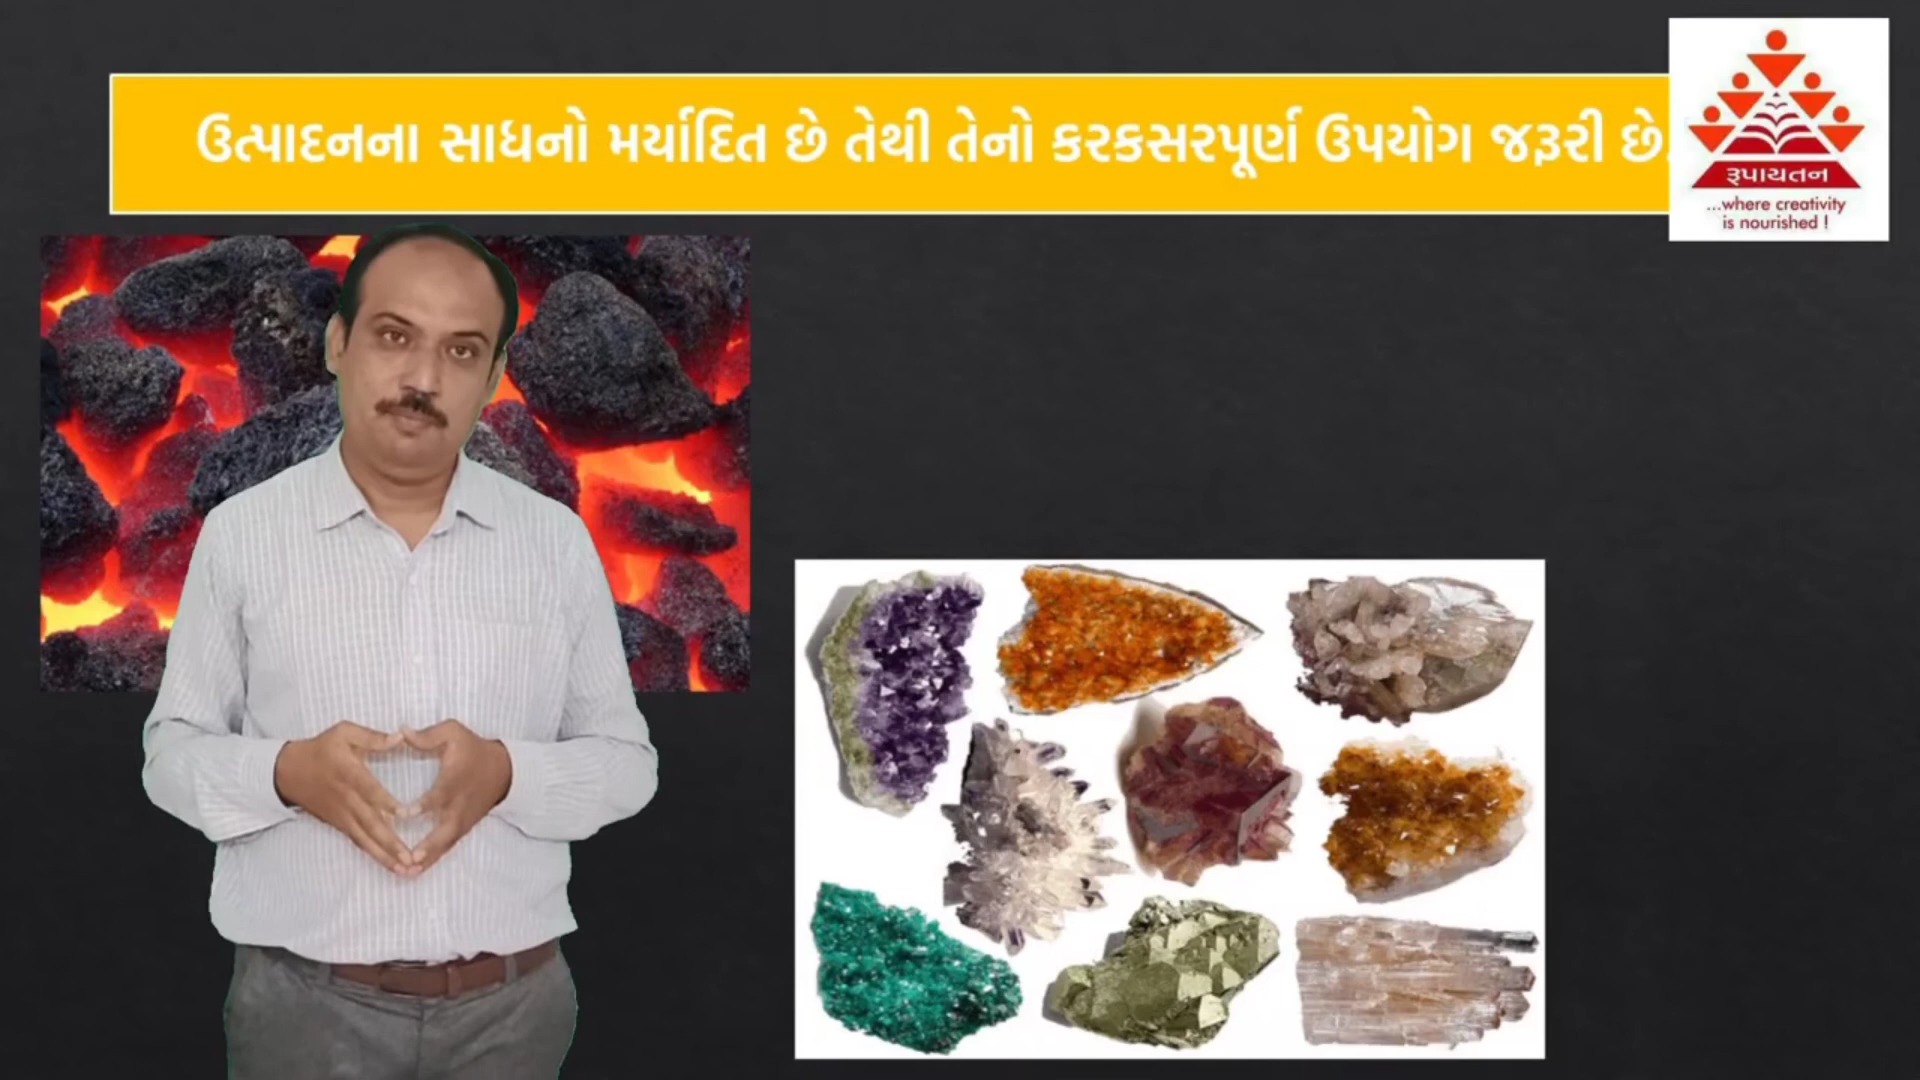 ઉત્પાદનના સાધનો મર્યાદિત છે તેથી તેનો કરકસરપૂર્ણ ઉપયોગ જરૂરી છે.
રૂપાયતન
...where creativity
is nourished !